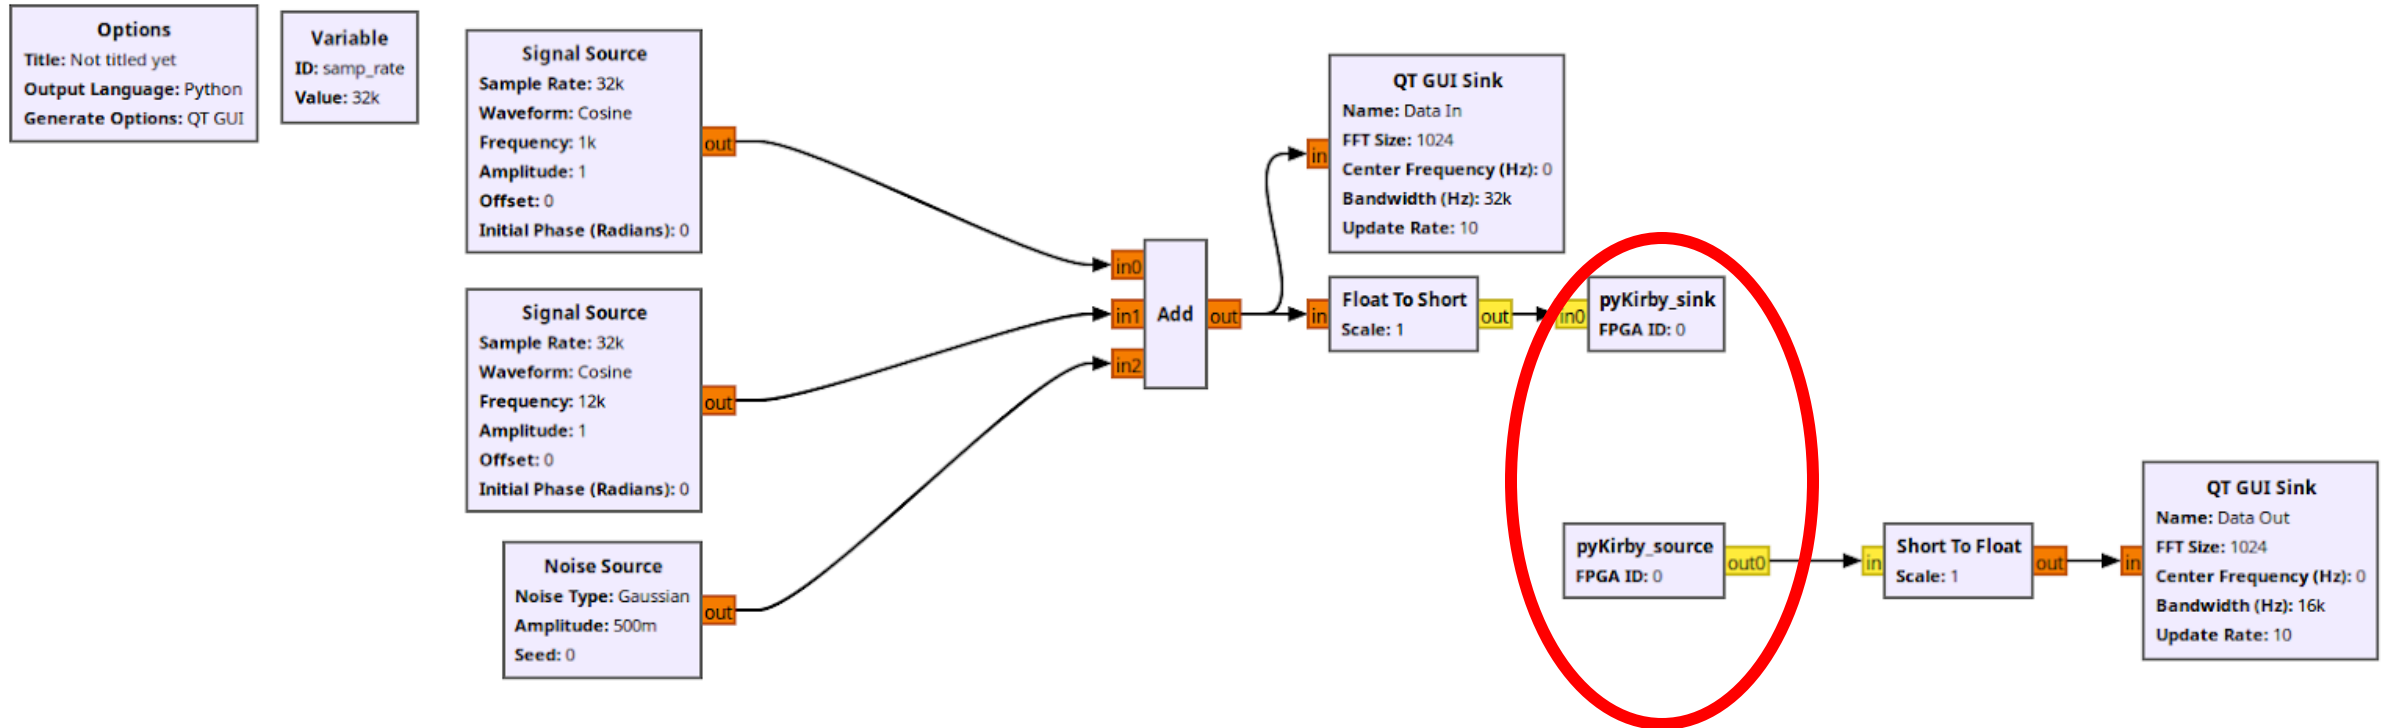 Options
Title: Not titled yet
Output Language: Python
Generate Options: QT GUI
Variable
ID: samp_rate
Value: 32k
Signal Source
Sample Rate: 32k
Waveform: Cosine
Frequency: 1k
Amplitude: 1
Offset: 0
Initial Phase (Radians): 0
out
Signal Source
Sample Rate: 32k
Waveform: Cosine
Frequency: 12k
Amplitude: 1
Offset: 0
Initial Phase (Radians): 0
out
Noise Source
Noise Type: Gaussian
Amplitude: 500m
Seed: 0
out
in0
in1
in2
Add
out
in
QT GUI Sink
Name: Data In
FFT Size: 1024
Center Frequency (Hz): 0
Bandwidth (Hz): 32k
Update Rate: 10
in
Float To Short
Scale: 1
out
in0
pyKirby_sink
FPGA ID: 0
pyKirby_source
FPGA ID: 0
out0
in
Short To Float
Scale: 1
out
in
QT GUI Sink
Name: Data Out
FFT Size: 1024
Center Frequency (Hz): 0
Bandwidth (Hz): 16k
Update Rate: 10